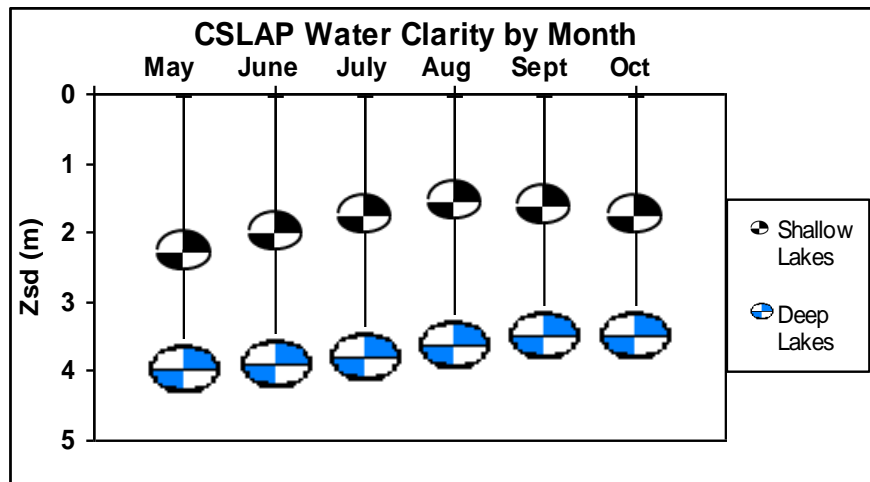 CSLAP Water Clarity by Month
May June July Aug Sept Oct
0
1
2
3
4
5
Zsd (m)
Shallow
Lakes
Deep
Lakes